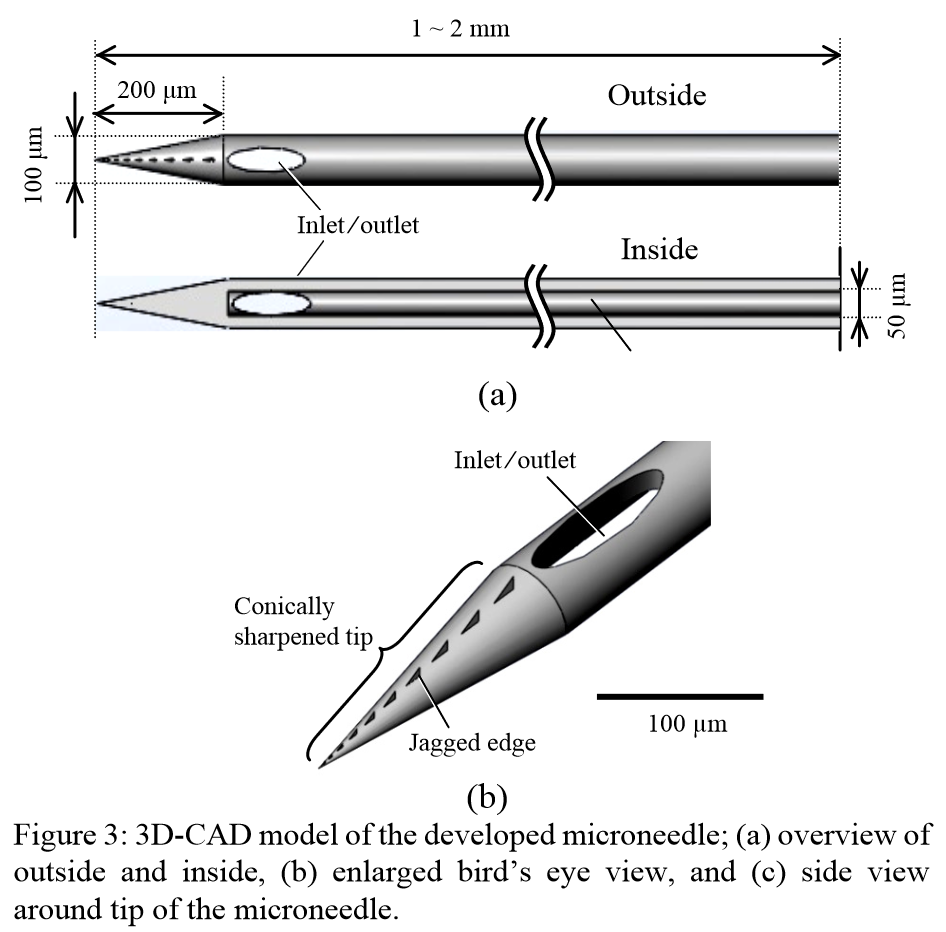 1 ~ 2 mm
200 μm
Outside
100 μm
Inlet/outlet
Inside
50 μm
(a)
Inlet/outlet
Conically
sharpened tip
100 μm
Jagged edge
(b)
Figure 3: 3D-CAD model of the developed microneedle; (a) overview of
outside and inside, (b) enlarged bird’s eye view, and (c) side view
around tip of the microneedle.